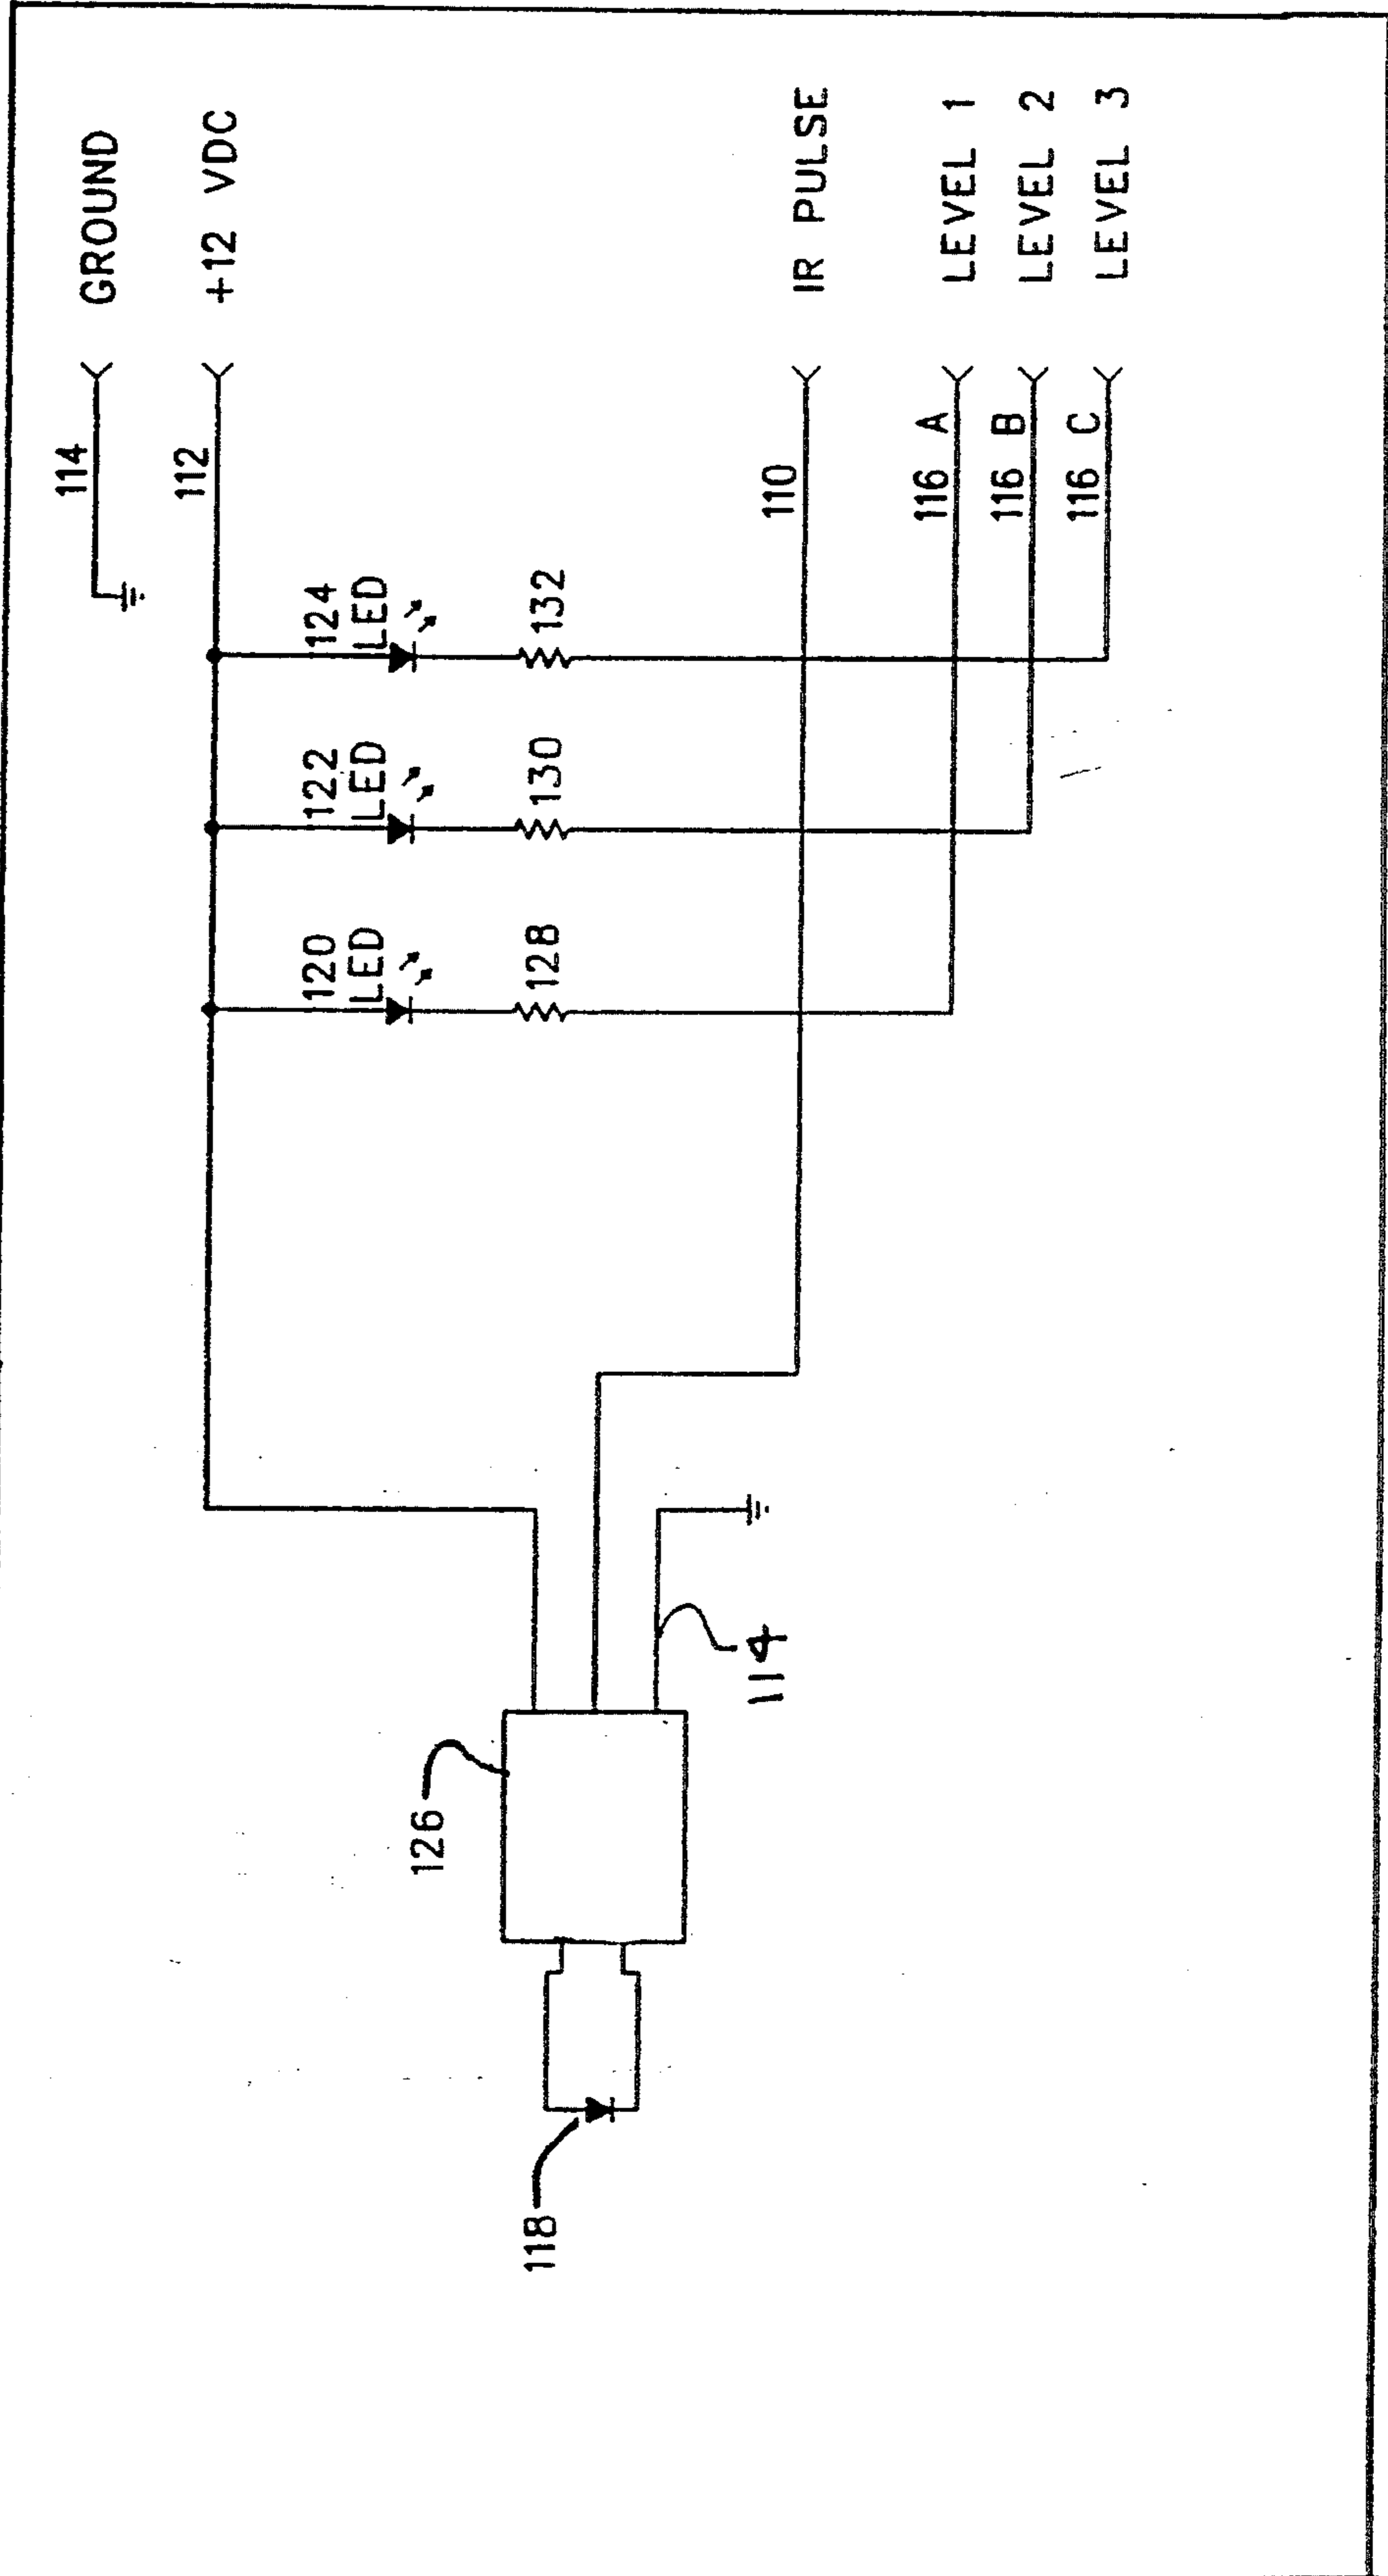 114 GROUND
112 +12 VDC
120
LED
122
LED
124
LED
128
130
132
126
118
114
110 IR PULSE
116 A LEVEL 1
116 B LEVEL 2
116 C LEVEL 3